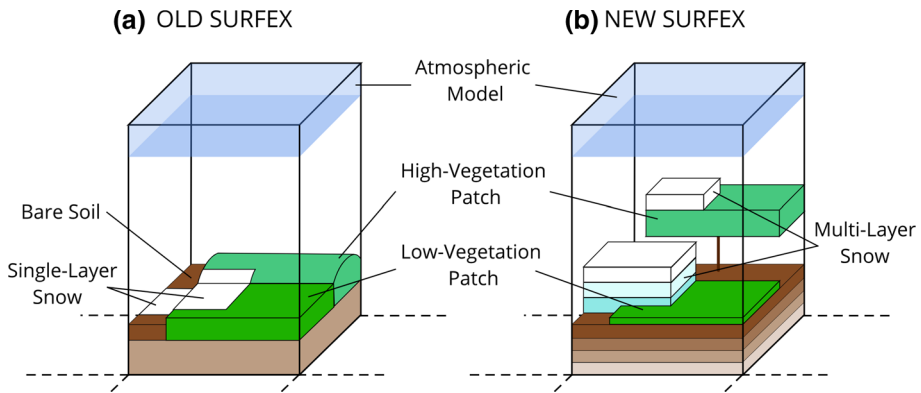 (a) OLD SURFEX
(b) NEW SURFEX
Atmospheric
Model
High-Vegetation
Patch
Bare Soil
Multi-Layer
Snow
Low-Vegetation
Patch
Single-Layer
Snow